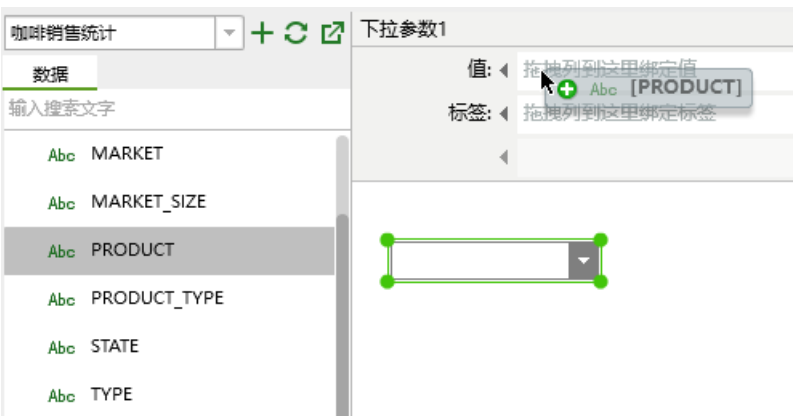 咖啡销售统计
下拉参数1
数据
输入搜索文字
值:
拖拽列到这里绑定值
Abc [PRODUCT]
标签:
拖拽列到这里绑定标签
Abc MARKET
Abc MARKET_SIZE
Abc PRODUCT
Abc PRODUCT_TYPE
Abc STATE
Abc TYPE